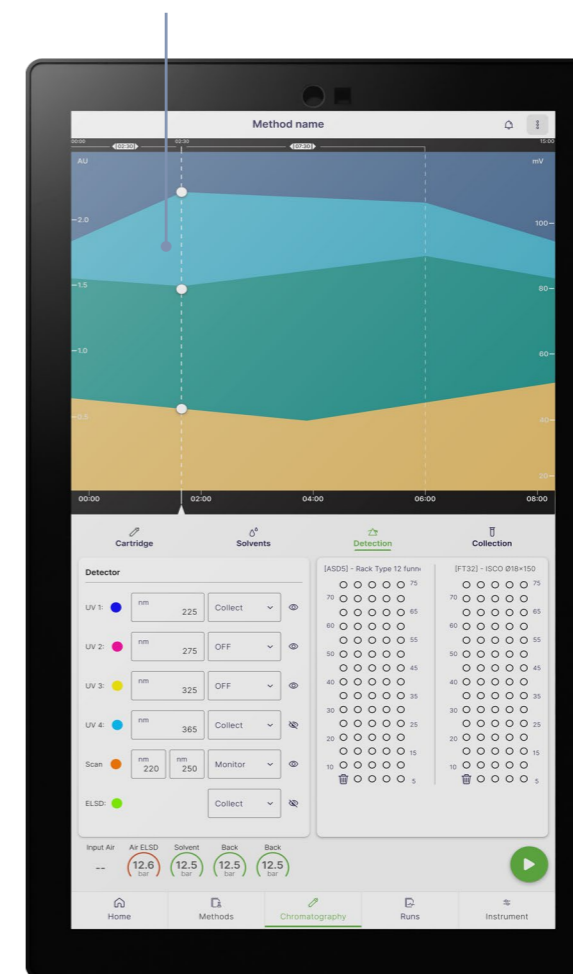 Method name
00:00 (02:30) 02:30 (07:30) 15:00
AU mV
2.0 100
1.5 80
1.0 60
0.5 40
20
00:00 02:00 04:00 06:00 08:00
Cartridge Solvents Detection Collection
Detector
UV 1: nm 225 Collect
UV 2: nm 275 OFF
UV 3: nm 325 OFF
UV 4: nm 365 Collect
Scan nm 220 nm 250 Monitor
ELSD: Collect
[ASD5] - Rack Type 12 funn
75
70
65
60
55
50
45
40
35
30
25
20
15
10
5
[FT32] - ISCO Ø18×150
75
70
65
60
55
50
45
40
35
30
25
20
15
10
5
Input Air Air ELSD Solvent Back Back
-- 12.6 bar 12.5 bar 12.5 bar 12.5 bar
Home Methods Chromatography Runs Instrument